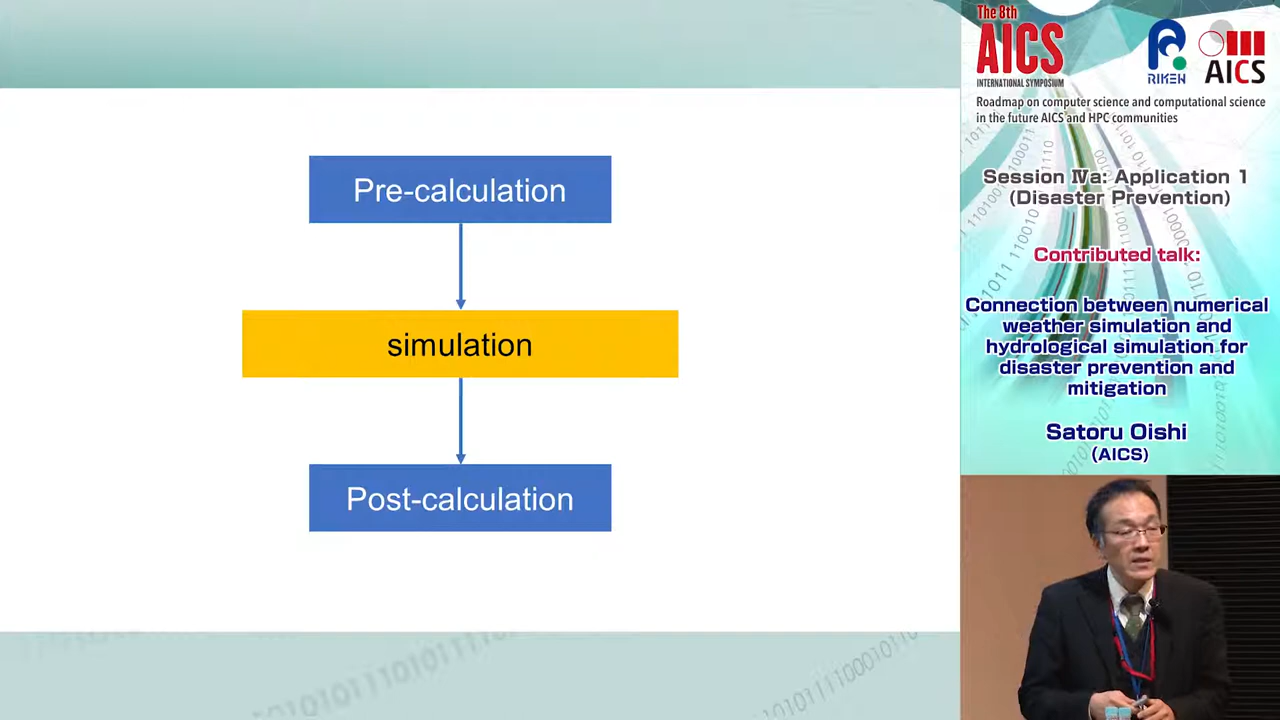 Pre-calculation
simulation
Post-calculation
The 8th
AICS
INTERNATIONAL SYMPOSIUM
RIKEN
AICS
Roadmap on computer science and computational science
in the future AICS and HPC communities
Session Ⅳa: Application 1
(Disaster Prevention)
Contributed talk:
Connection between numerical
weather simulation and
hydrological simulation for
disaster prevention and
mitigation
Satoru Oishi
(AICS)